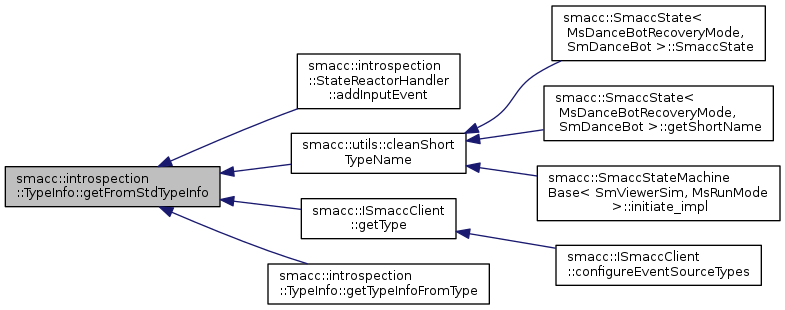 smacc::introspection
::TypeInfo::getFromStdTypeInfo
smacc::introspection
::StateReactorHandler
::addInputEvent
smacc::utils::cleanShort
TypeName
smacc::ISmaccClient
::getType
smacc::introspection
::TypeInfo::getTypeInfoFromType
smacc::SmaccState<
MsDanceBotRecoveryMode,
SmDanceBot >::SmaccState
smacc::SmaccState<
MsDanceBotRecoveryMode,
SmDanceBot >::getShortName
smacc::SmaccStateMachine
Base< SmViewerSim, MsRunMode
>::initiate_impl
smacc::ISmaccClient
::configureEventSourceTypes